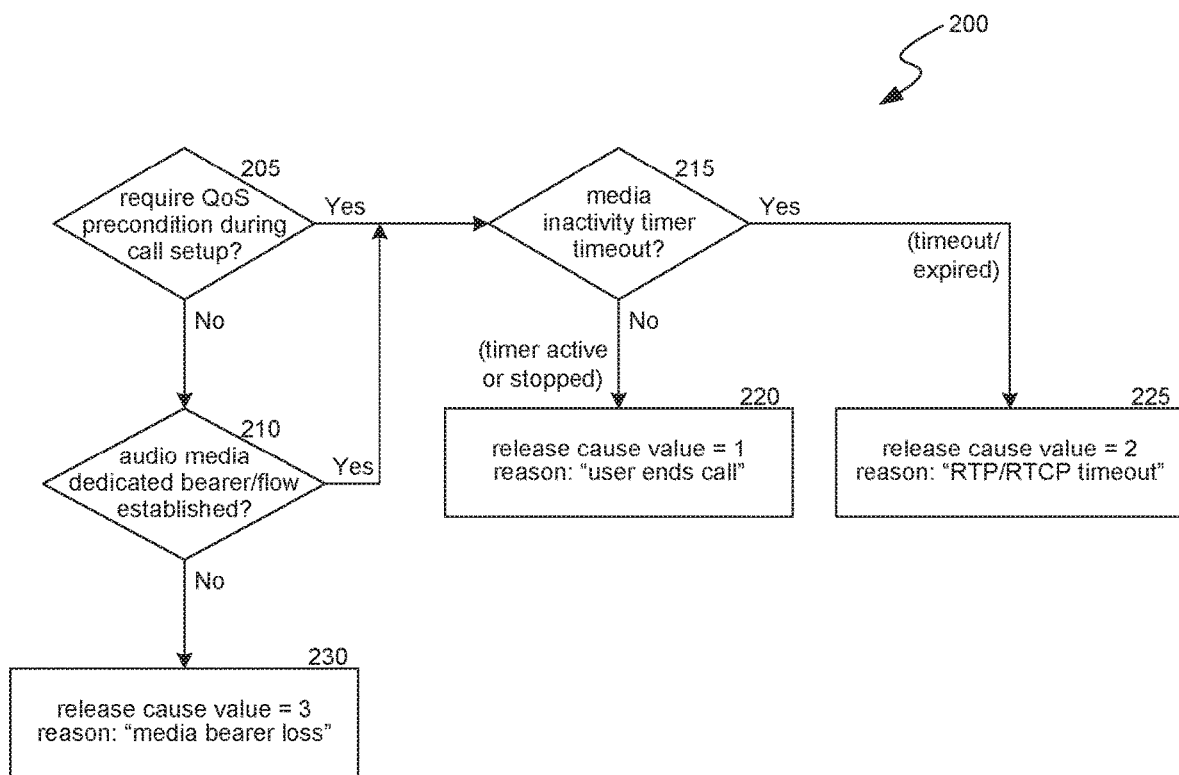 200
205
require QoS
precondition during
call setup?
Yes
No
215
media
inactivity timer
timeout?
Yes
(timeout/
expired)
No
(timer active
or stopped)
210
audio media
dedicated bearer/flow
established?
Yes
No
220
release cause value = 1
reason: “user ends call”
225
release cause value = 2
reason: “RTP/RTCP timeout”
230
release cause value = 3
reason: “media bearer loss”